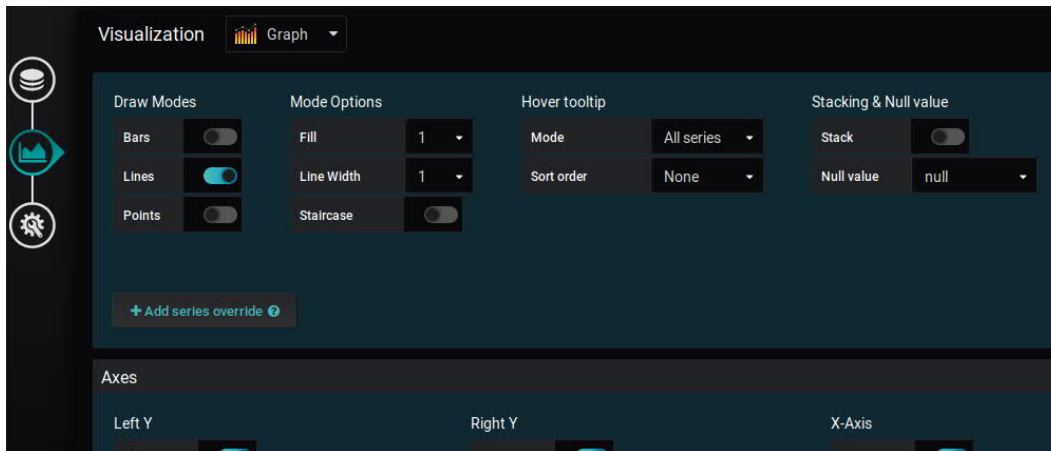 Visualization Graph
Draw Modes Mode Options Hover tooltip Stacking & Null value
Bars Fill 1 Mode All series Stack
Lines Line Width 1 Sort order None Null value null
Points Staircase
+ Add series override ?
Axes
Left Y Right Y X-Axis